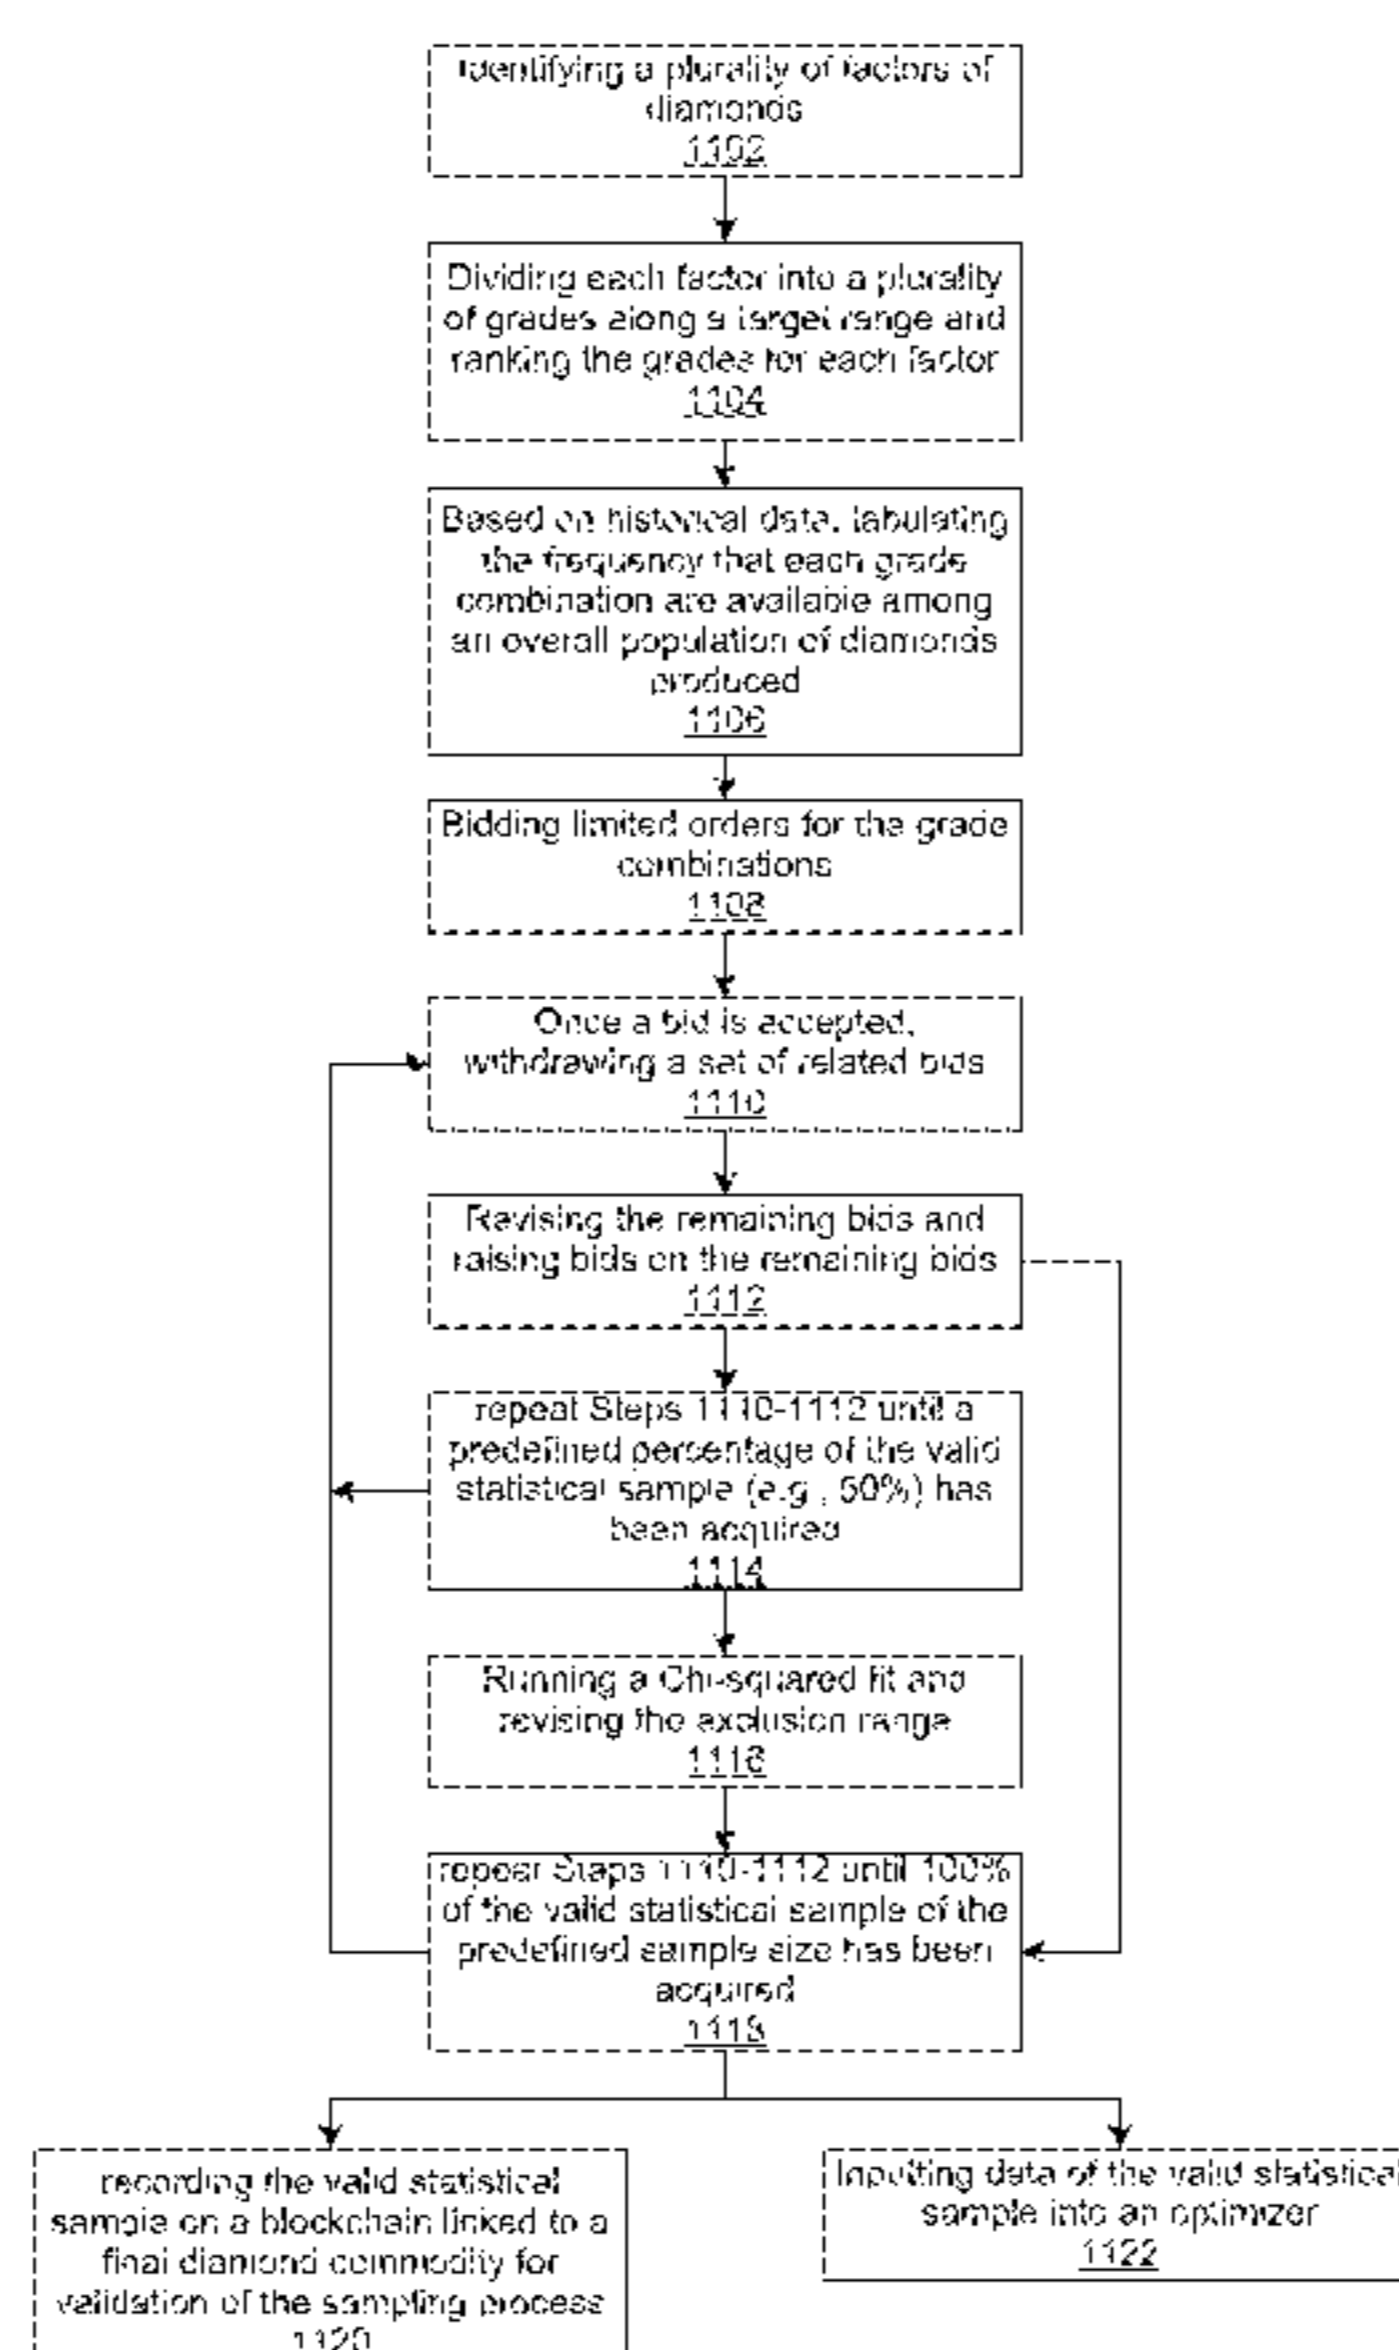 Identifying a plurality of factors of
diamonds
1102
Dividing each factor into a plurality
of grades along a target range and
ranking the grades for each factor
1104
Based on historical data, tabulating
the frequency that each grade
combination are available among
an overall population of diamonds
produced
1106
Bidding limited orders for the grade
combinations
1108
Once a bid is accepted,
withdrawing a set of related bids
1110
Revising the remaining bids and
raising bids on the remaining bids
1112
repeat Steps 1110-1112 until a
predefined percentage of the valid
statistical sample (e.g., 50%) has
been acquired
1114
Running a Chi-squared fit and
revising the exclusion range
1116
repeat Steps 1110-1112 until 100%
of the valid statistical sample of the
predefined sample size has been
acquired
1118
recording the valid statistical
sample on a blockchain linked to a
final diamond commodity for
validation of the sampling process
1120
Inputting data of the valid statistical
sample into an optimizer
1122